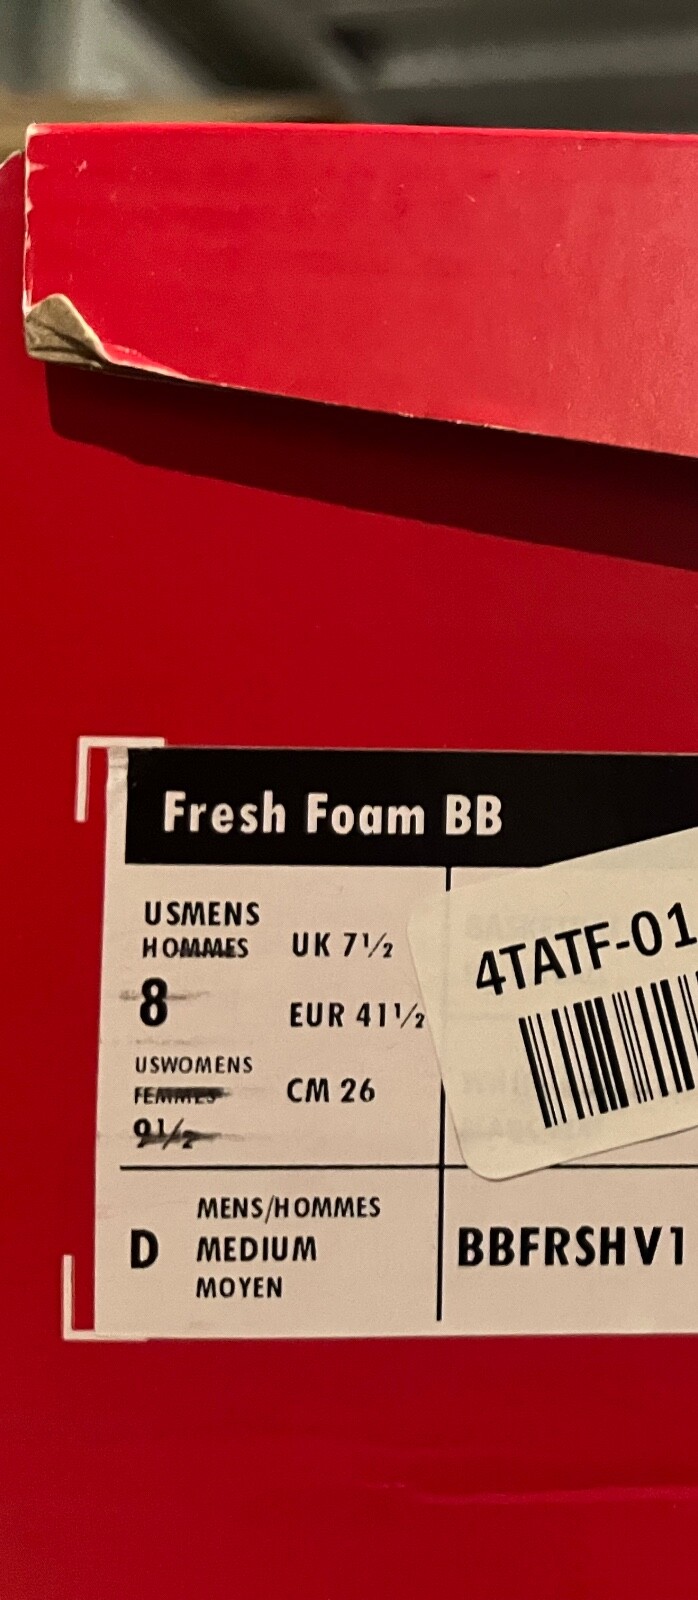 Fresh Foam BB
USMENS
HOMMES
8
USWOMENS
FEMMES
9½
UK 7½
EUR 41½
CM 26
4TATF-01
D
MENS/HOMMES
MEDIUM
MOYEN
BBFRSHV1